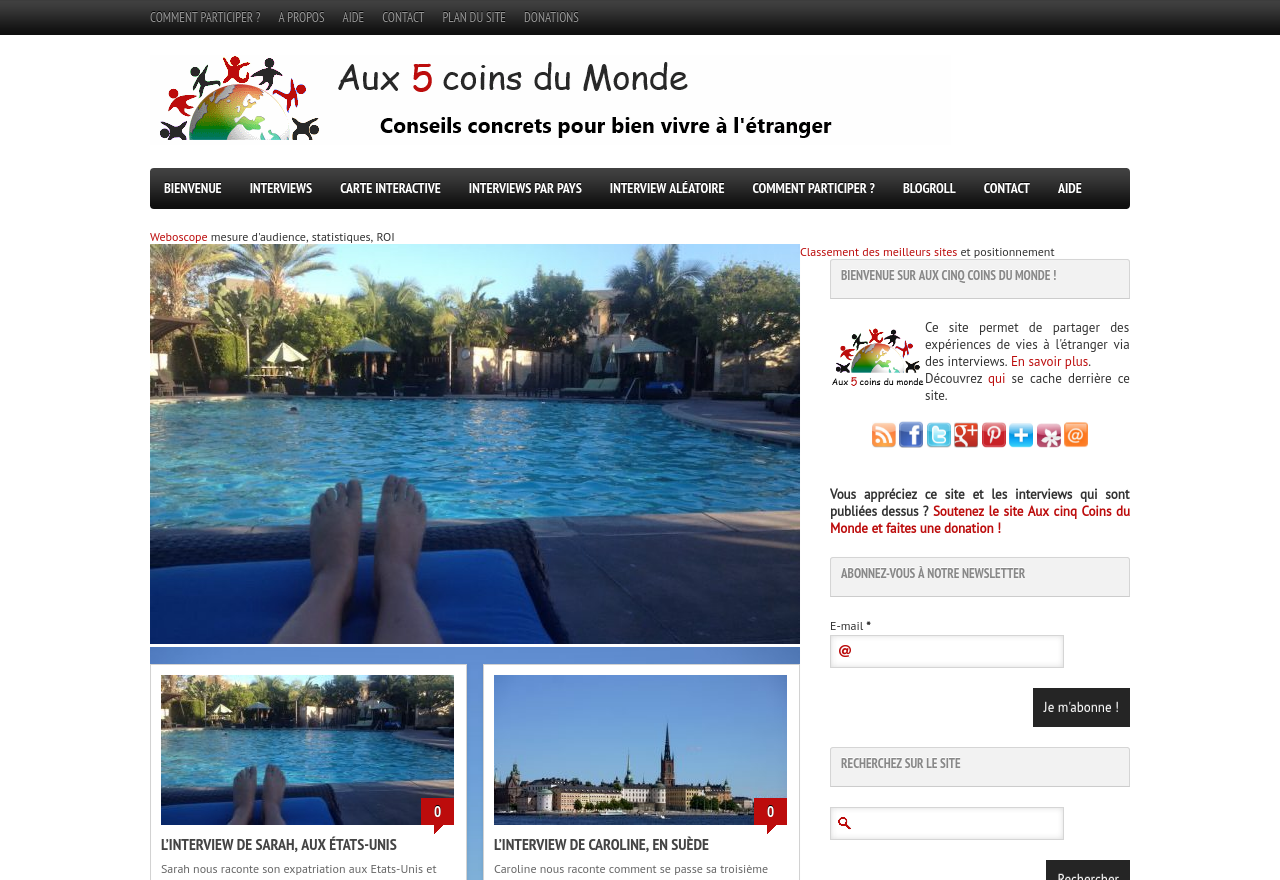 COMMENT PARTICIPER ? A PROPOS AIDE CONTACT PLAN DU SITE DONATIONS
Aux 5 coins du Monde
Conseils concrets pour bien vivre à l'étranger
BIENVENUE INTERVIEWS CARTE INTERACTIVE INTERVIEWS PAR PAYS INTERVIEW ALÉATOIRE COMMENT PARTICIPER ? BLOGROLL CONTACT AIDE
Weboscope mesure d'audience, statistiques, ROI
Classement des meilleurs sites et positionnement
BIENVENUE SUR AUX CINQ COINS DU MONDE !
Ce site permet de partager des
expériences de vies à l'étranger via
des interviews. En savoir plus.
Découvrez qui se cache derrière ce
site.
Aux 5 coins du monde
Vous appréciez ce site et les interviews qui sont
publiées dessus ? Soutenez le site Aux cinq Coins du
Monde et faites une donation !
ABONNEZ-VOUS À NOTRE NEWSLETTER
E-mail *
@
Je m'abonne !
RECHERCHEZ SUR LE SITE
Rechercher
0
L'INTERVIEW DE SARAH, AUX ÉTATS-UNIS
Sarah nous raconte son expatriation aux Etats-Unis et
0
L'INTERVIEW DE CAROLINE, EN SUÈDE
Caroline nous raconte comment se passe sa troisième